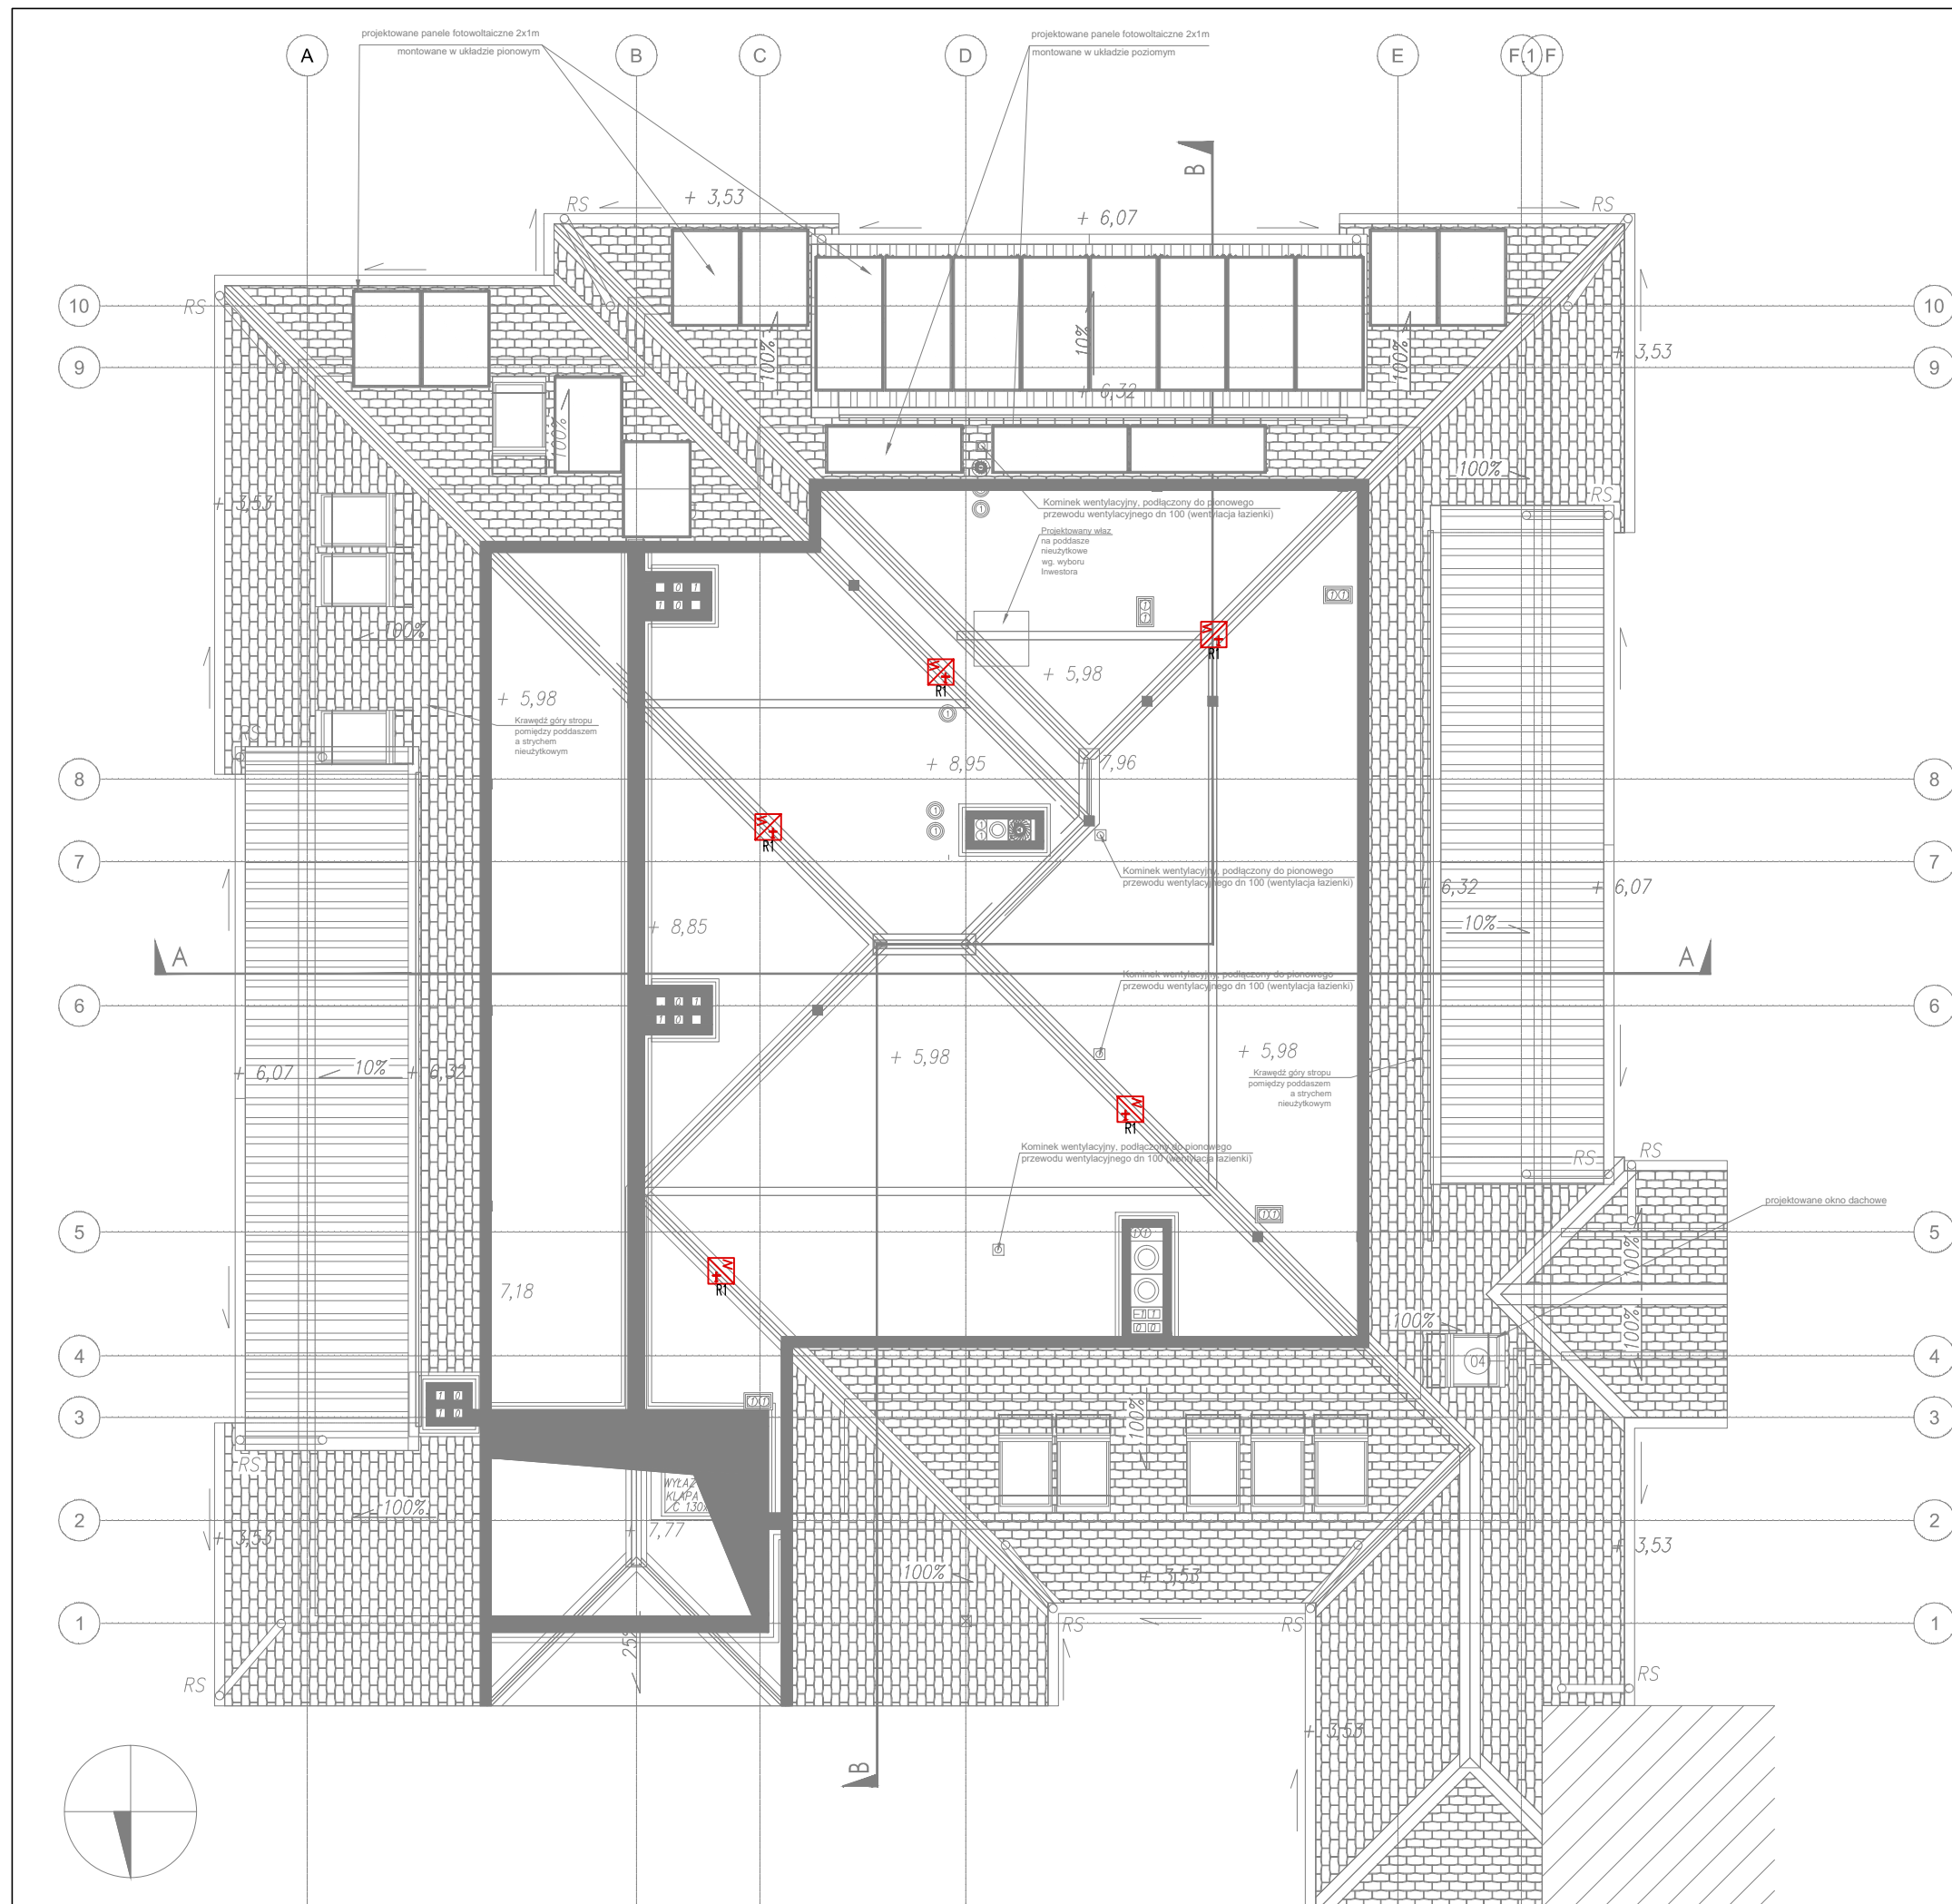 projektowane panele fotowoltaiczne 2x1m
montowane w układzie pionowym
projektowane panele fotowoltaiczne 2x1m
montowane w układzie poziomym
A
B
C
D
E
F.1
F
B
RS
+ 3,53
+ 6,07
RS
10
RS
10%
10
9
100%
100%
+ 3,53
9
+ 6,32
100%
100%
+ 3,53
RS
Kominek wentylacyjny, podłączony do pionowego
przewodu wentylacyjnego dn 100 (wentylacja łazienki)
Projektowany właz
na poddasze
nieużytkowe
wg. wyboru
Inwestora
100%
R1
R1
+ 5,98
+ 5,98
Krawędź góry stropu
pomiędzy poddaszem
a strychem
nieużytkowym
RS
8
+ 8,95
+ 7,96
8
R1
7
7
Kominek wentylacyjny, podłączony do pionowego
przewodu wentylacyjnego dn 100 (wentylacja łazienki)
+ 6,32
+ 6,07
+ 8,85
10%
A
A
Kominek wentylacyjny, podłączony do pionowego
przewodu wentylacyjnego dn 100 (wentylacja łazienki)
6
6
+ 5,98
+ 5,98
+ 6,07
10%
+ 6,32
Krawędź góry stropu
pomiędzy poddaszem
a strychem
nieużytkowym
R1
Kominek wentylacyjny, podłączony do pionowego
przewodu wentylacyjnego dn 100 (wentylacja łazienki)
RS
RS
projektowane okno dachowe
5
100%
5
R1
7,18
100%
100%
4
04
4
3
100%
3
RS
WYŁAZ
KLAPA
100%
2
+ 7,77
2
+ 3,53
+ 3,53
100%
+ 3,53
1
RS
RS
1
RS
RS
+ 3,53
B